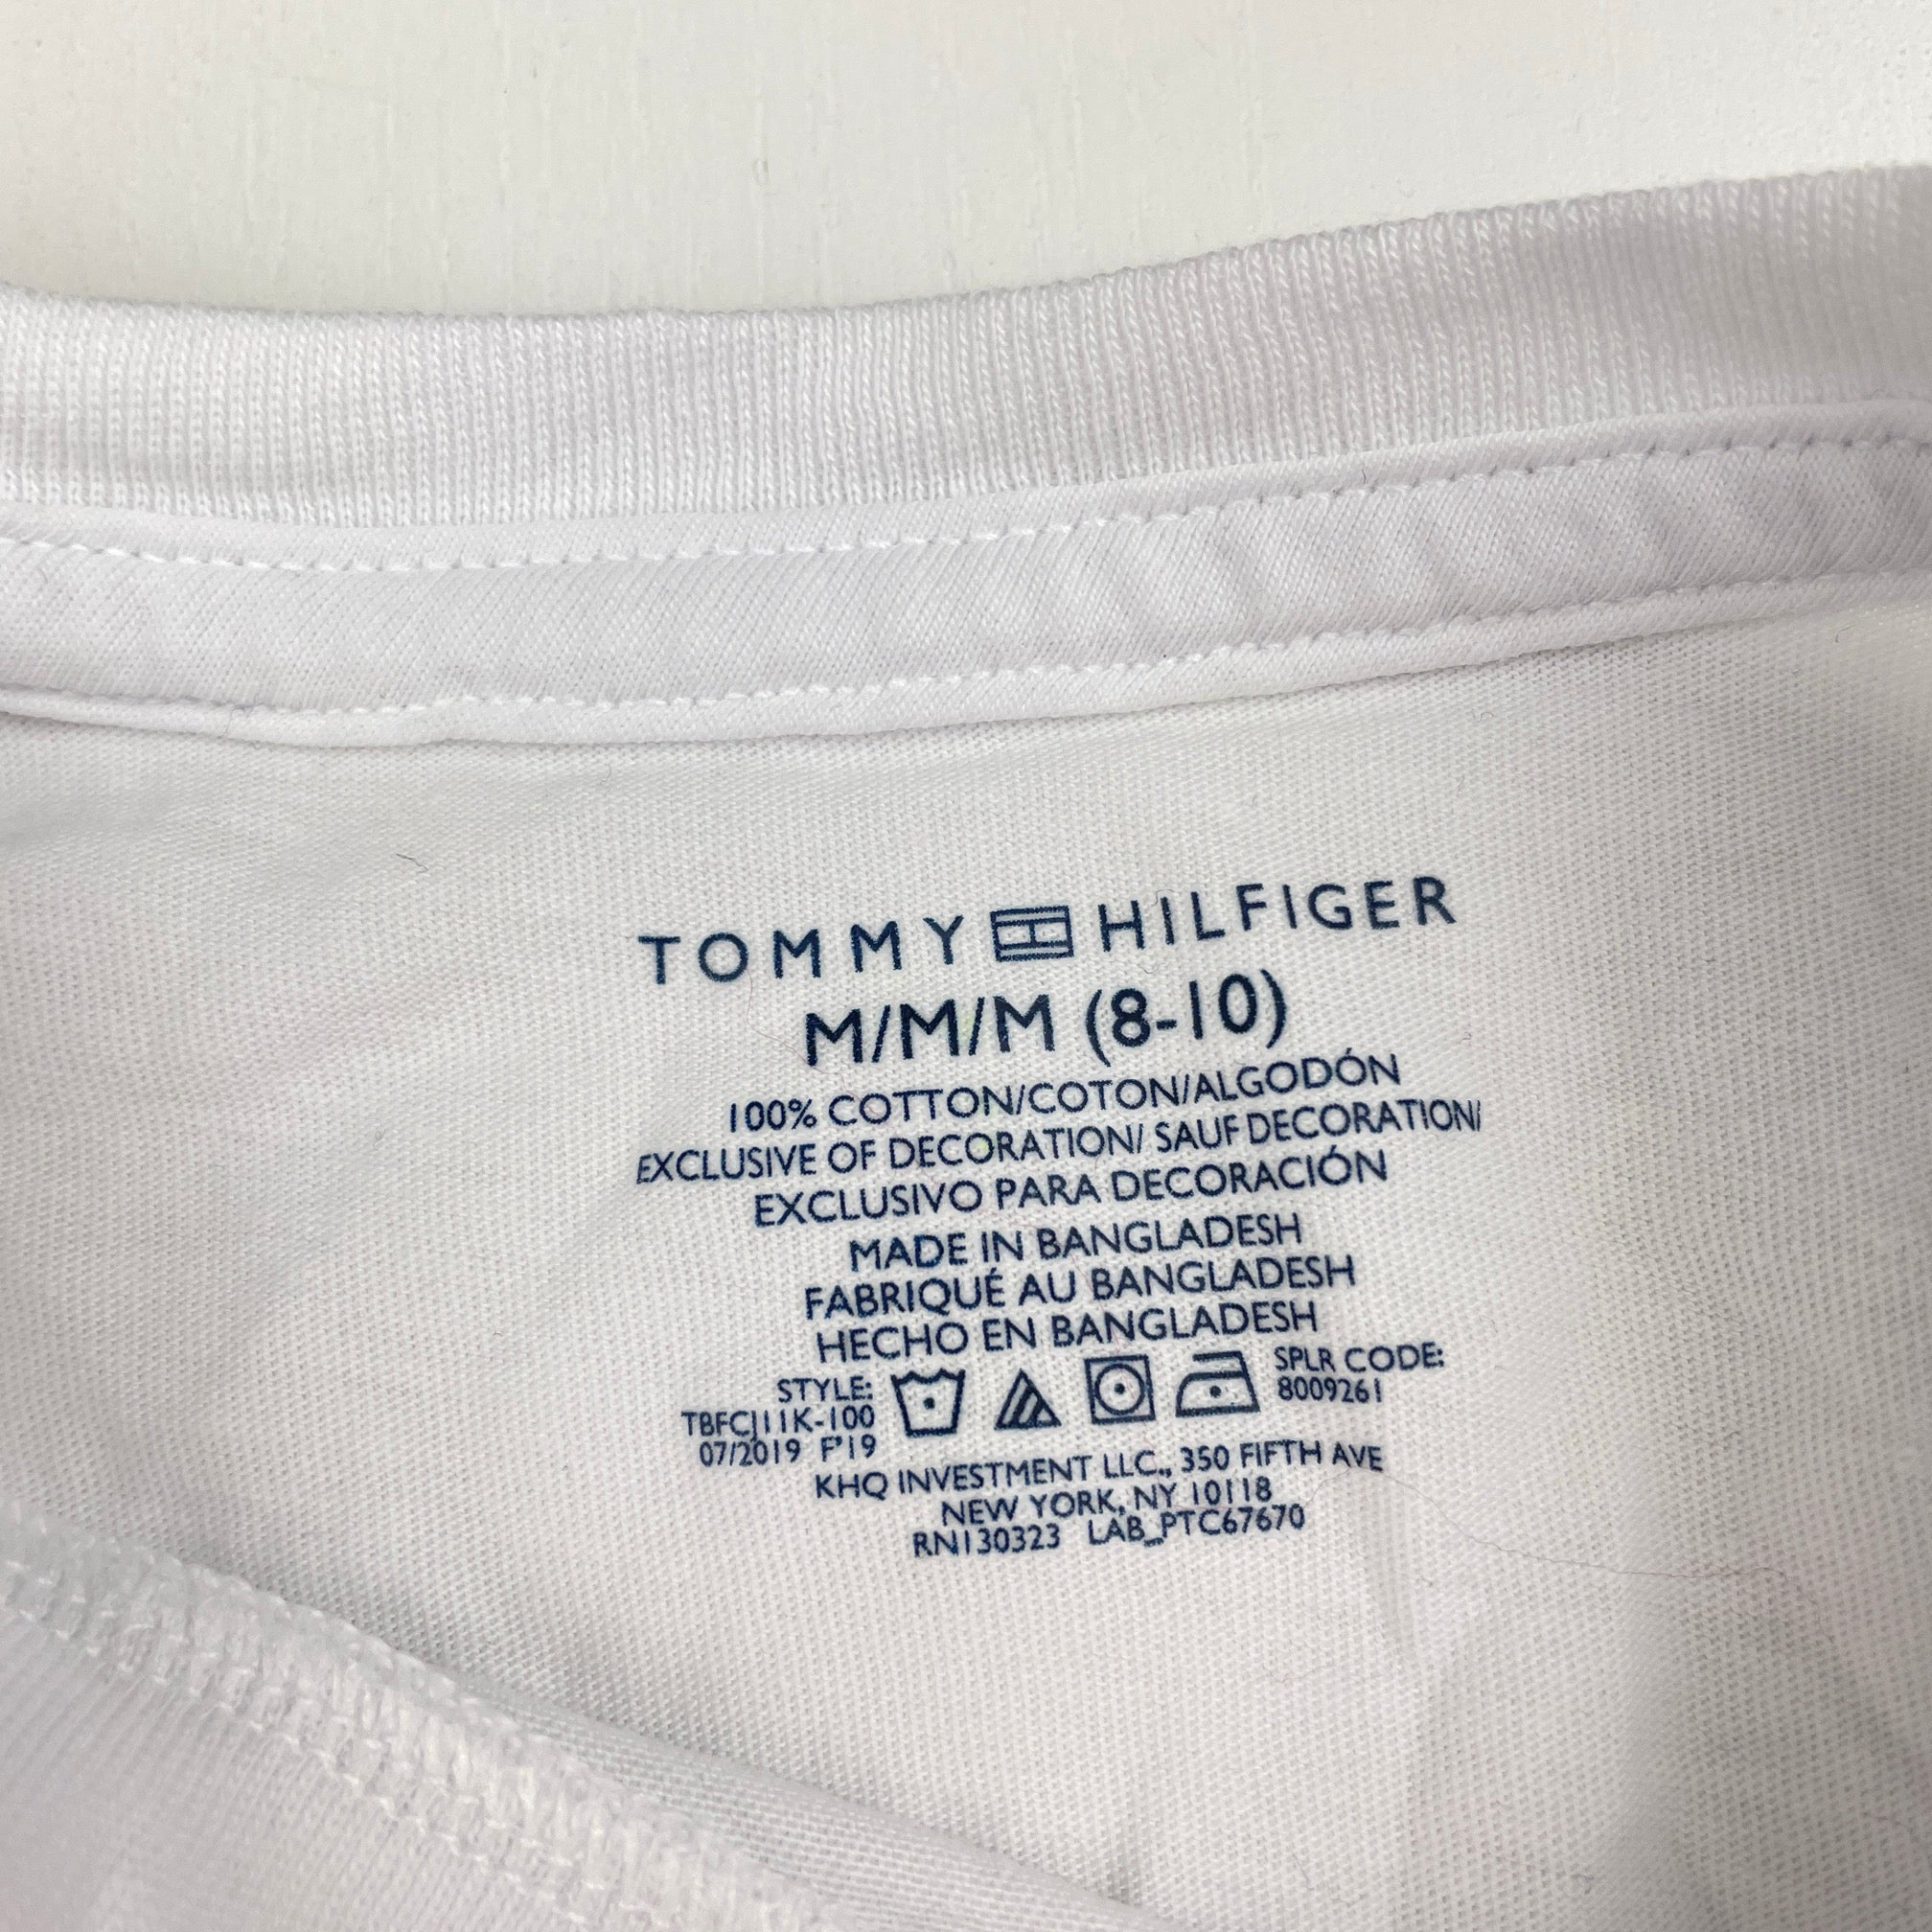 TOMMY HILFIGER
M/M/M (8-10)
100% COTTON/COTON/ALGODÓN
EXCLUSIVE OF DECORATION/ SAUF DECORATION/
EXCLUSIVO PARA DECORACIÓN
MADE IN BANGLADESH
FABRIQUÉ AU BANGLADESH
HECHO EN BANGLADESH
STYLE:
TBFCJ11K-100
07/2019 F'19
SPLR CODE:
8009261
KHQ INVESTMENT LLC., 350 FIFTH AVE
NEW YORK, NY 10118
RN130323 LAB_PTC67670